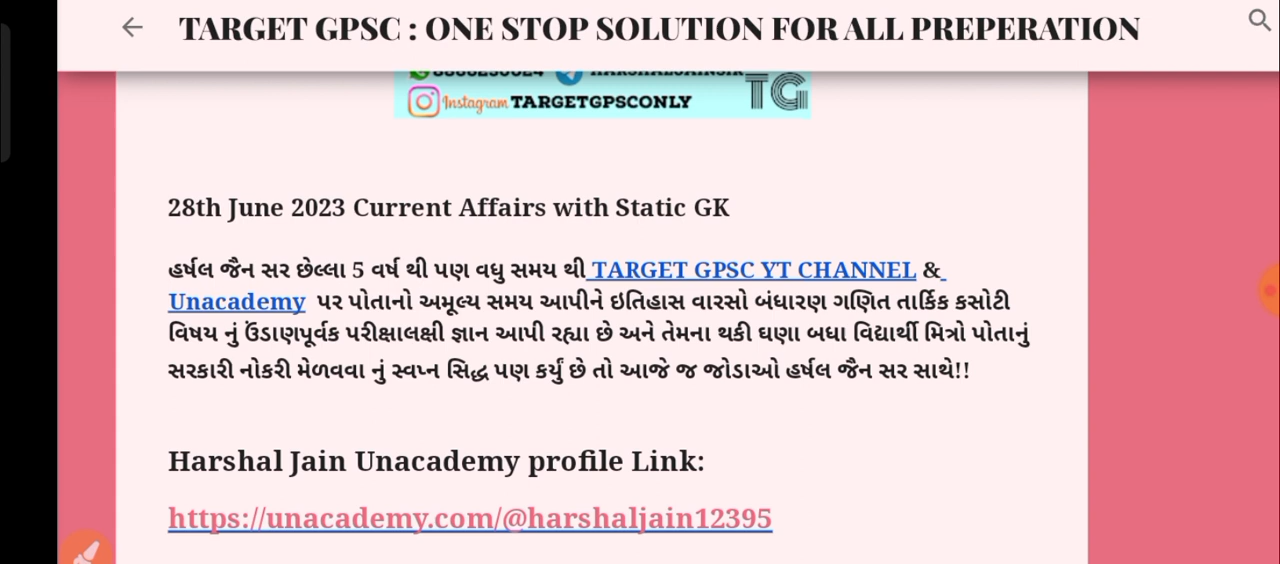 TARGET GPSC : ONE STOP SOLUTION FOR ALL PREPERATION
Instagram TARGETGPSCONLY TG
28th June 2023 Current Affairs with Static GK
હર્ષલ જૈન સર છેલ્લા 5 વર્ષ થી પણ વધુ સમય થી TARGET GPSC YT CHANNEL &
Unacademy પર પોતાનો અમૂલ્ય સમય આપીને ઇતિહાસ વારસો બંધારણ ગણિત તાર્કિક કસોટી
વિષય નું ઉંડાણપૂર્વક પરીક્ષાલક્ષી જ્ઞાન આપી રહ્યા છે અને તેમના થકી ઘણા બધા વિદ્યાર્થી મિત્રો પોતાનું
સરકારી નોકરી મેળવવા નું સ્વપ્ન સિદ્ધ પણ કર્યું છે તો આજે જ જોડાઓ હર્ષલ જૈન સર સાથે!!
Harshal Jain Unacademy profile Link:
https://unacademy.com/@harshaljain12395